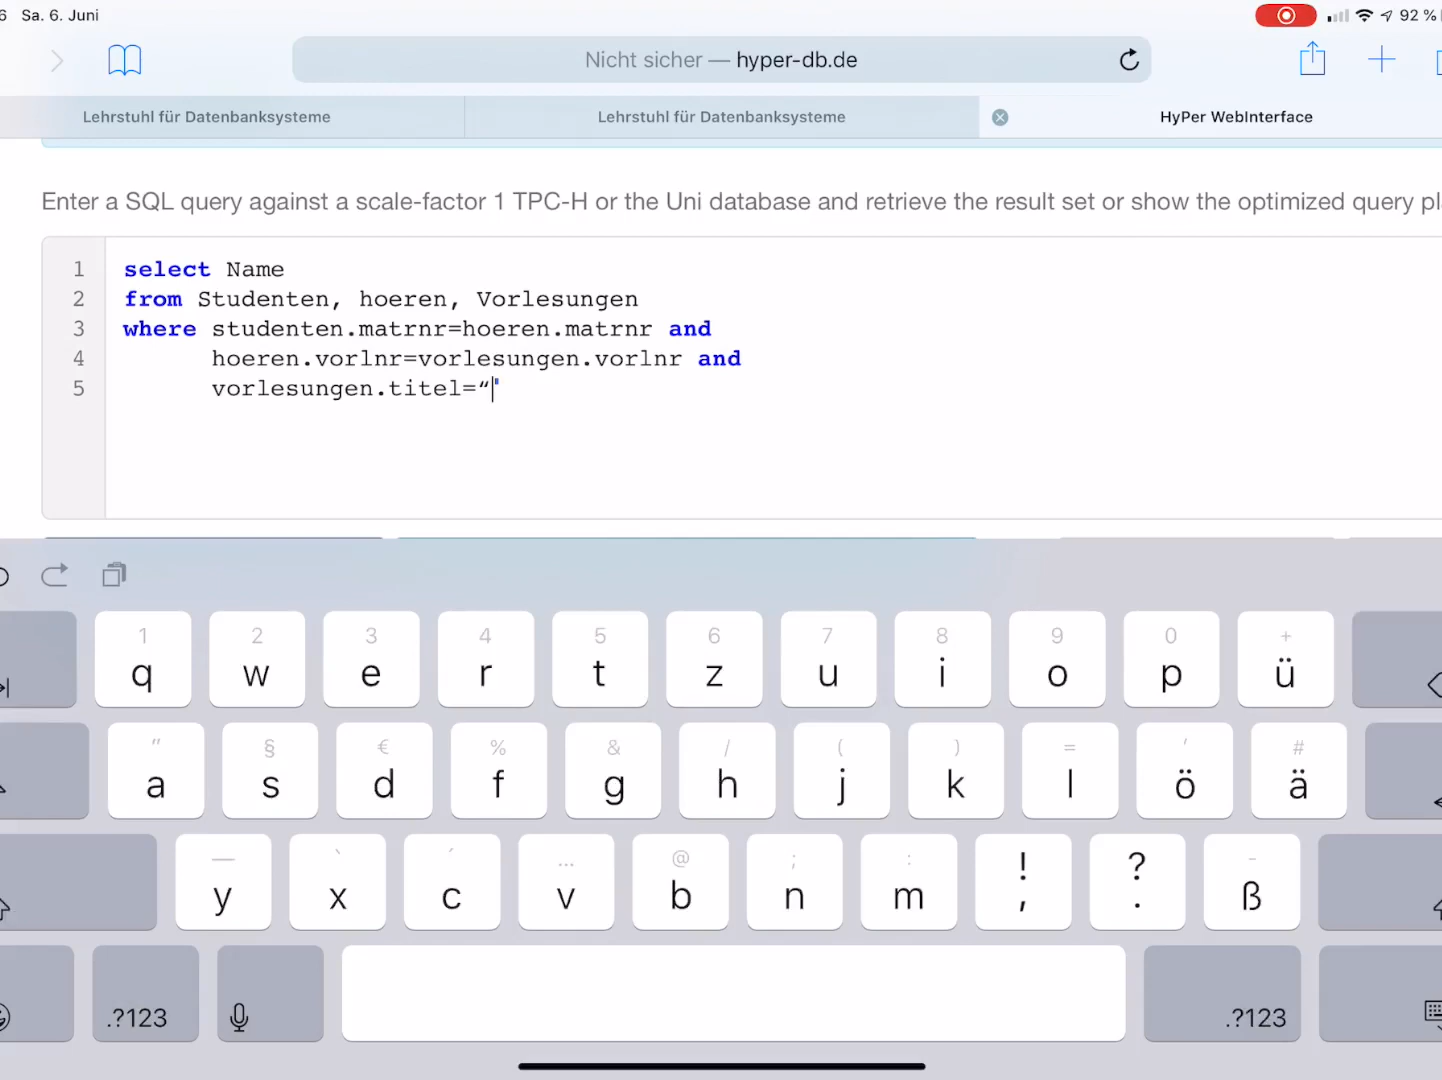 6 Sa. 6. Juni
92 %
Nicht sicher — hyper-db.de
Lehrstuhl für Datenbanksysteme
Lehrstuhl für Datenbanksysteme
HyPer WebInterface
Enter a SQL query against a scale-factor 1 TPC-H or the Uni database and retrieve the result set or show the optimized query pl
1 select Name
2 from Studenten, hoeren, Vorlesungen
3 where studenten.matrnr=hoeren.matrnr and
4 hoeren.vorlnr=vorlesungen.vorlnr and
5 vorlesungen.titel=“'
1 2 3 4 5 6 7 8 9 0 +
q w e r t z u i o p ü
" § € % & / ( ) = ' #
a s d f g h j k l ö ä
— ` ´ ... @ ; : ! ? -
y x c v b n m , . ß
.?123 .?123